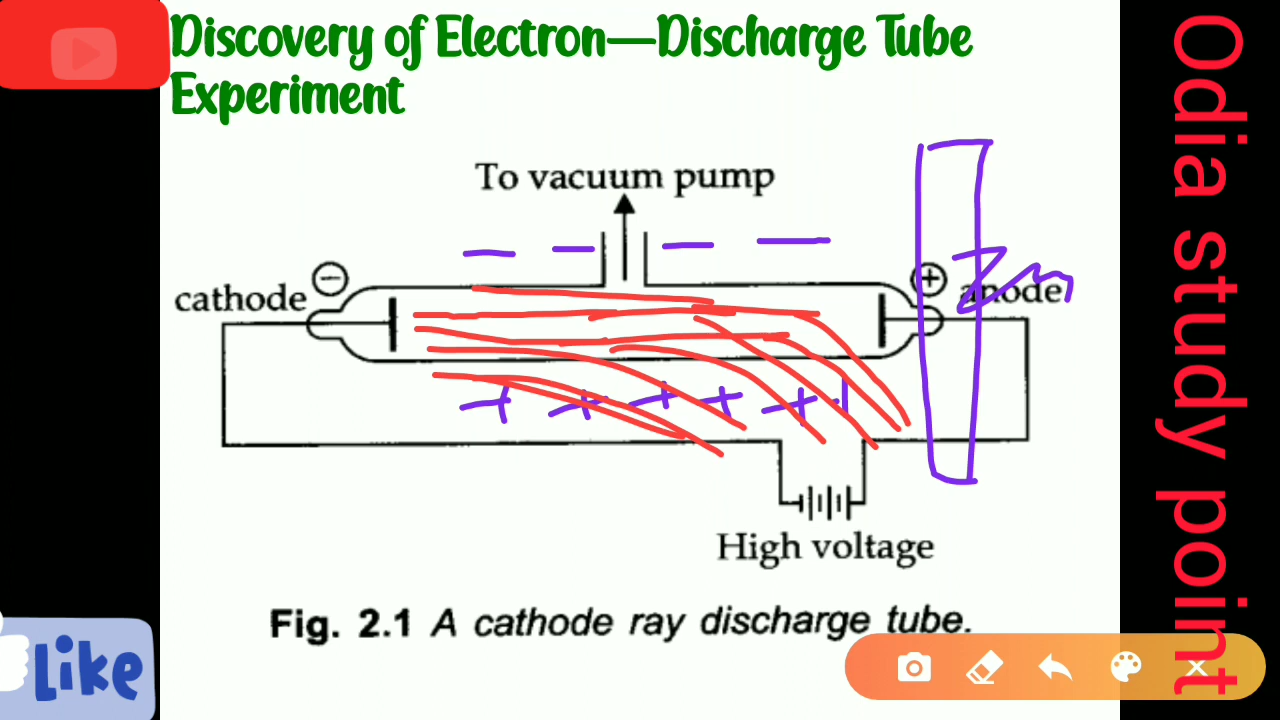 Discovery of Electron—Discharge Tube
Experiment
To vacuum pump
cathode
anode
High voltage
Fig. 2.1 A cathode ray discharge tube.
Zn
Odia study point
Like